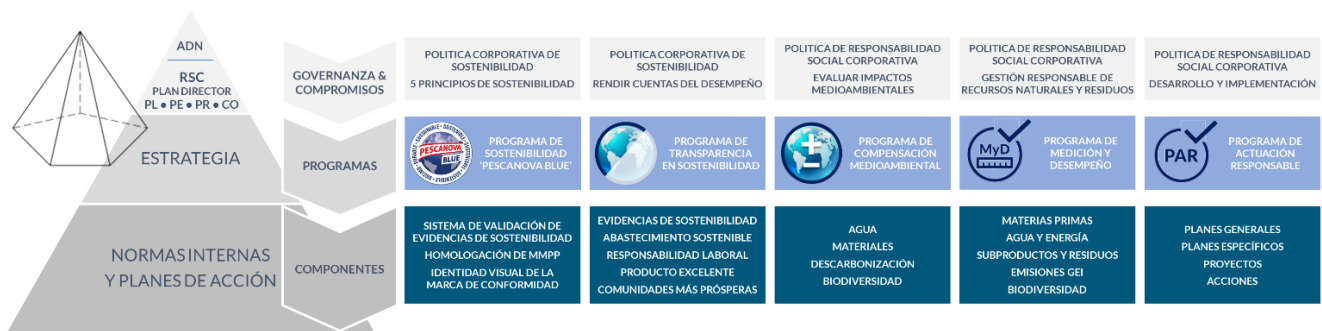 ADN
RSC
PLAN DIRECTOR
PL ● PE ● PR ● CO
ESTRATEGIA
NORMAS INTERNAS
Y PLANES DE ACCIÓN
GOVERNANZA &
COMPROMISOS
POLITICA CORPORATIVA DE
SOSTENIBILIDAD
5 PRINCIPIOS DE SOSTENIBILIDAD
POLITICA CORPORATIVA DE
SOSTENIBILIDAD
RENDIR CUENTAS DEL DESEMPEÑO
POLITICA DE RESPONSABILIDAD
SOCIAL CORPORATIVA
EVALUAR IMPACTOS
MEDIOAMBIENTALES
POLITICA DE RESPONSABILIDAD
SOCIAL CORPORATIVA
GESTIÓN RESPONSABLE DE
RECURSOS NATURALES Y RESIDUOS
POLITICA DE RESPONSABILIDAD
SOCIAL CORPORATIVA
DESARROLLO Y IMPLEMENTACIÓN
PROGRAMAS
PESCANOVA
BLUE
PROGRAMA DE
SOSTENIBILIDAD
'PESCANOVA BLUE'
PROGRAMA DE
TRANSPARENCIA
EN SOSTENIBILIDAD
±
PROGRAMA DE
COMPENSACIÓN
MEDIOAMBIENTAL
MyD
PROGRAMA DE
MEDICIÓN Y
DESEMPEÑO
PAR
PROGRAMA DE
ACTUACIÓN
RESPONSABLE
COMPONENTES
SISTEMA DE VALIDACIÓN DE
EVIDENCIAS DE SOSTENIBILIDAD
HOMOLOGACIÓN DE MMPP
IDENTIDAD VISUAL DE LA
MARCA DE CONFORMIDAD
EVIDENCIAS DE SOSTENIBILIDAD
ABASTECIMIENTO SOSTENIBLE
RESPONSABILIDAD LABORAL
PRODUCTO EXCELENTE
COMUNIDADES MÁS PRÓSPERAS
AGUA
MATERIALES
DESCARBONIZACIÓN
BIODIVERSIDAD
MATERIAS PRIMAS
AGUA Y ENERGÍA
SUBPRODUCTOS Y RESIDUOS
EMISIONES GEI
BIODIVERSIDAD
PLANES GENERALES
PLANES ESPECÍFICOS
PROYECTOS
ACCIONES